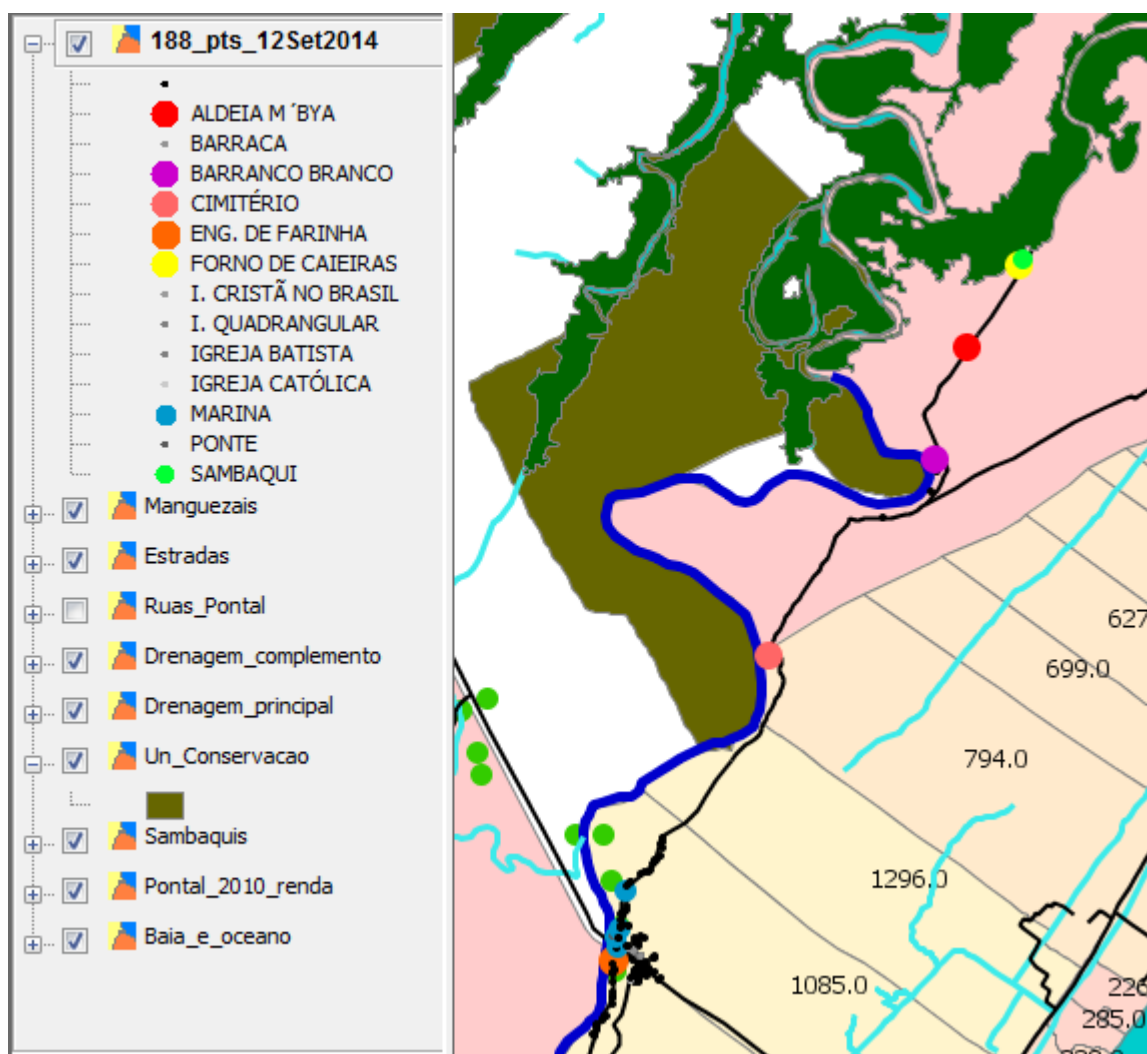 188_pts_12Set2014
ALDEIA M ´BYA
BARRACA
BARRANCO BRANCO
CIMITÉRIO
ENG. DE FARINHA
FORNO DE CAIEIRAS
I. CRISTÃ NO BRASIL
I. QUADRANGULAR
IGREJA BATISTA
IGREJA CATÓLICA
MARINA
PONTE
SAMBAQUI
Manguezais
Estradas
Ruas_Pontal
Drenagem_complemento
Drenagem_principal
Un_Conservacao
Sambaquis
Pontal_2010_renda
Baia_e_oceano
627
699.0
794.0
1296.0
1085.0
226
285.0